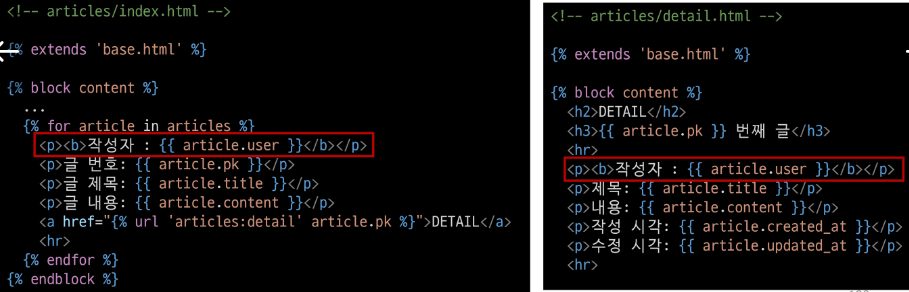 <!-- articles/index.html -->
{% extends 'base.html' %}
{% block content %}
...
{% for article in articles %}
<p><b>작성자 : {{ article.user }}</b></p>
<p>글 번호: {{ article.pk }}</p>
<p>글 제목: {{ article.title }}</p>
<p>글 내용: {{ article.content }}</p>
<a href="{% url 'articles:detail' article.pk %}">DETAIL</a>
<hr>
{% endfor %}
{% endblock %}
<!-- articles/detail.html -->
{% extends 'base.html' %}
{% block content %}
<h2>DETAIL</h2>
<h3>{{ article.pk }} 번째 글</h3>
<hr>
<p><b>작성자 : {{ article.user }}</b></p>
<p>제목: {{ article.title }}</p>
<p>내용: {{ article.content }}</p>
<p>작성 시각: {{ article.created_at }}</p>
<p>수정 시각: {{ article.updated_at }}</p>
<hr>